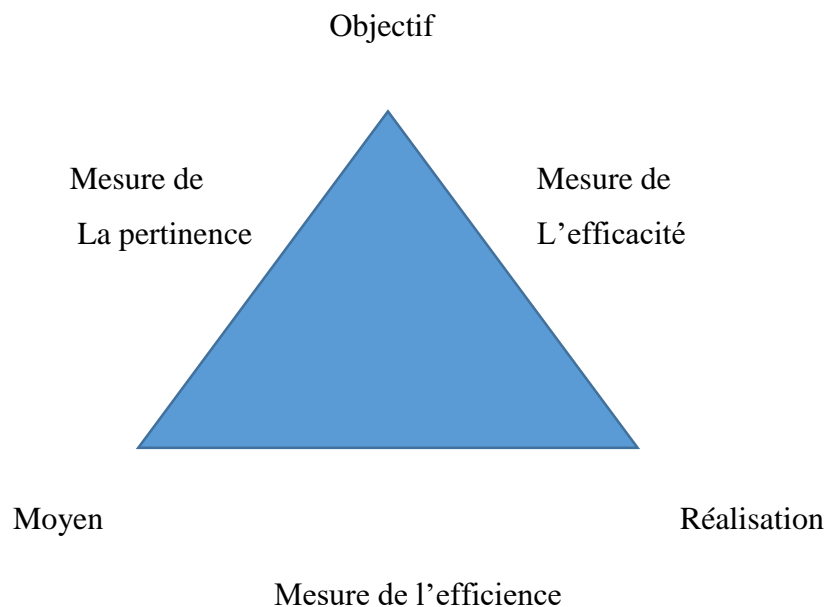 Objectif
Mesure de
La pertinence
Mesure de
L’efficacité
Moyen
Réalisation
Mesure de l’efficience